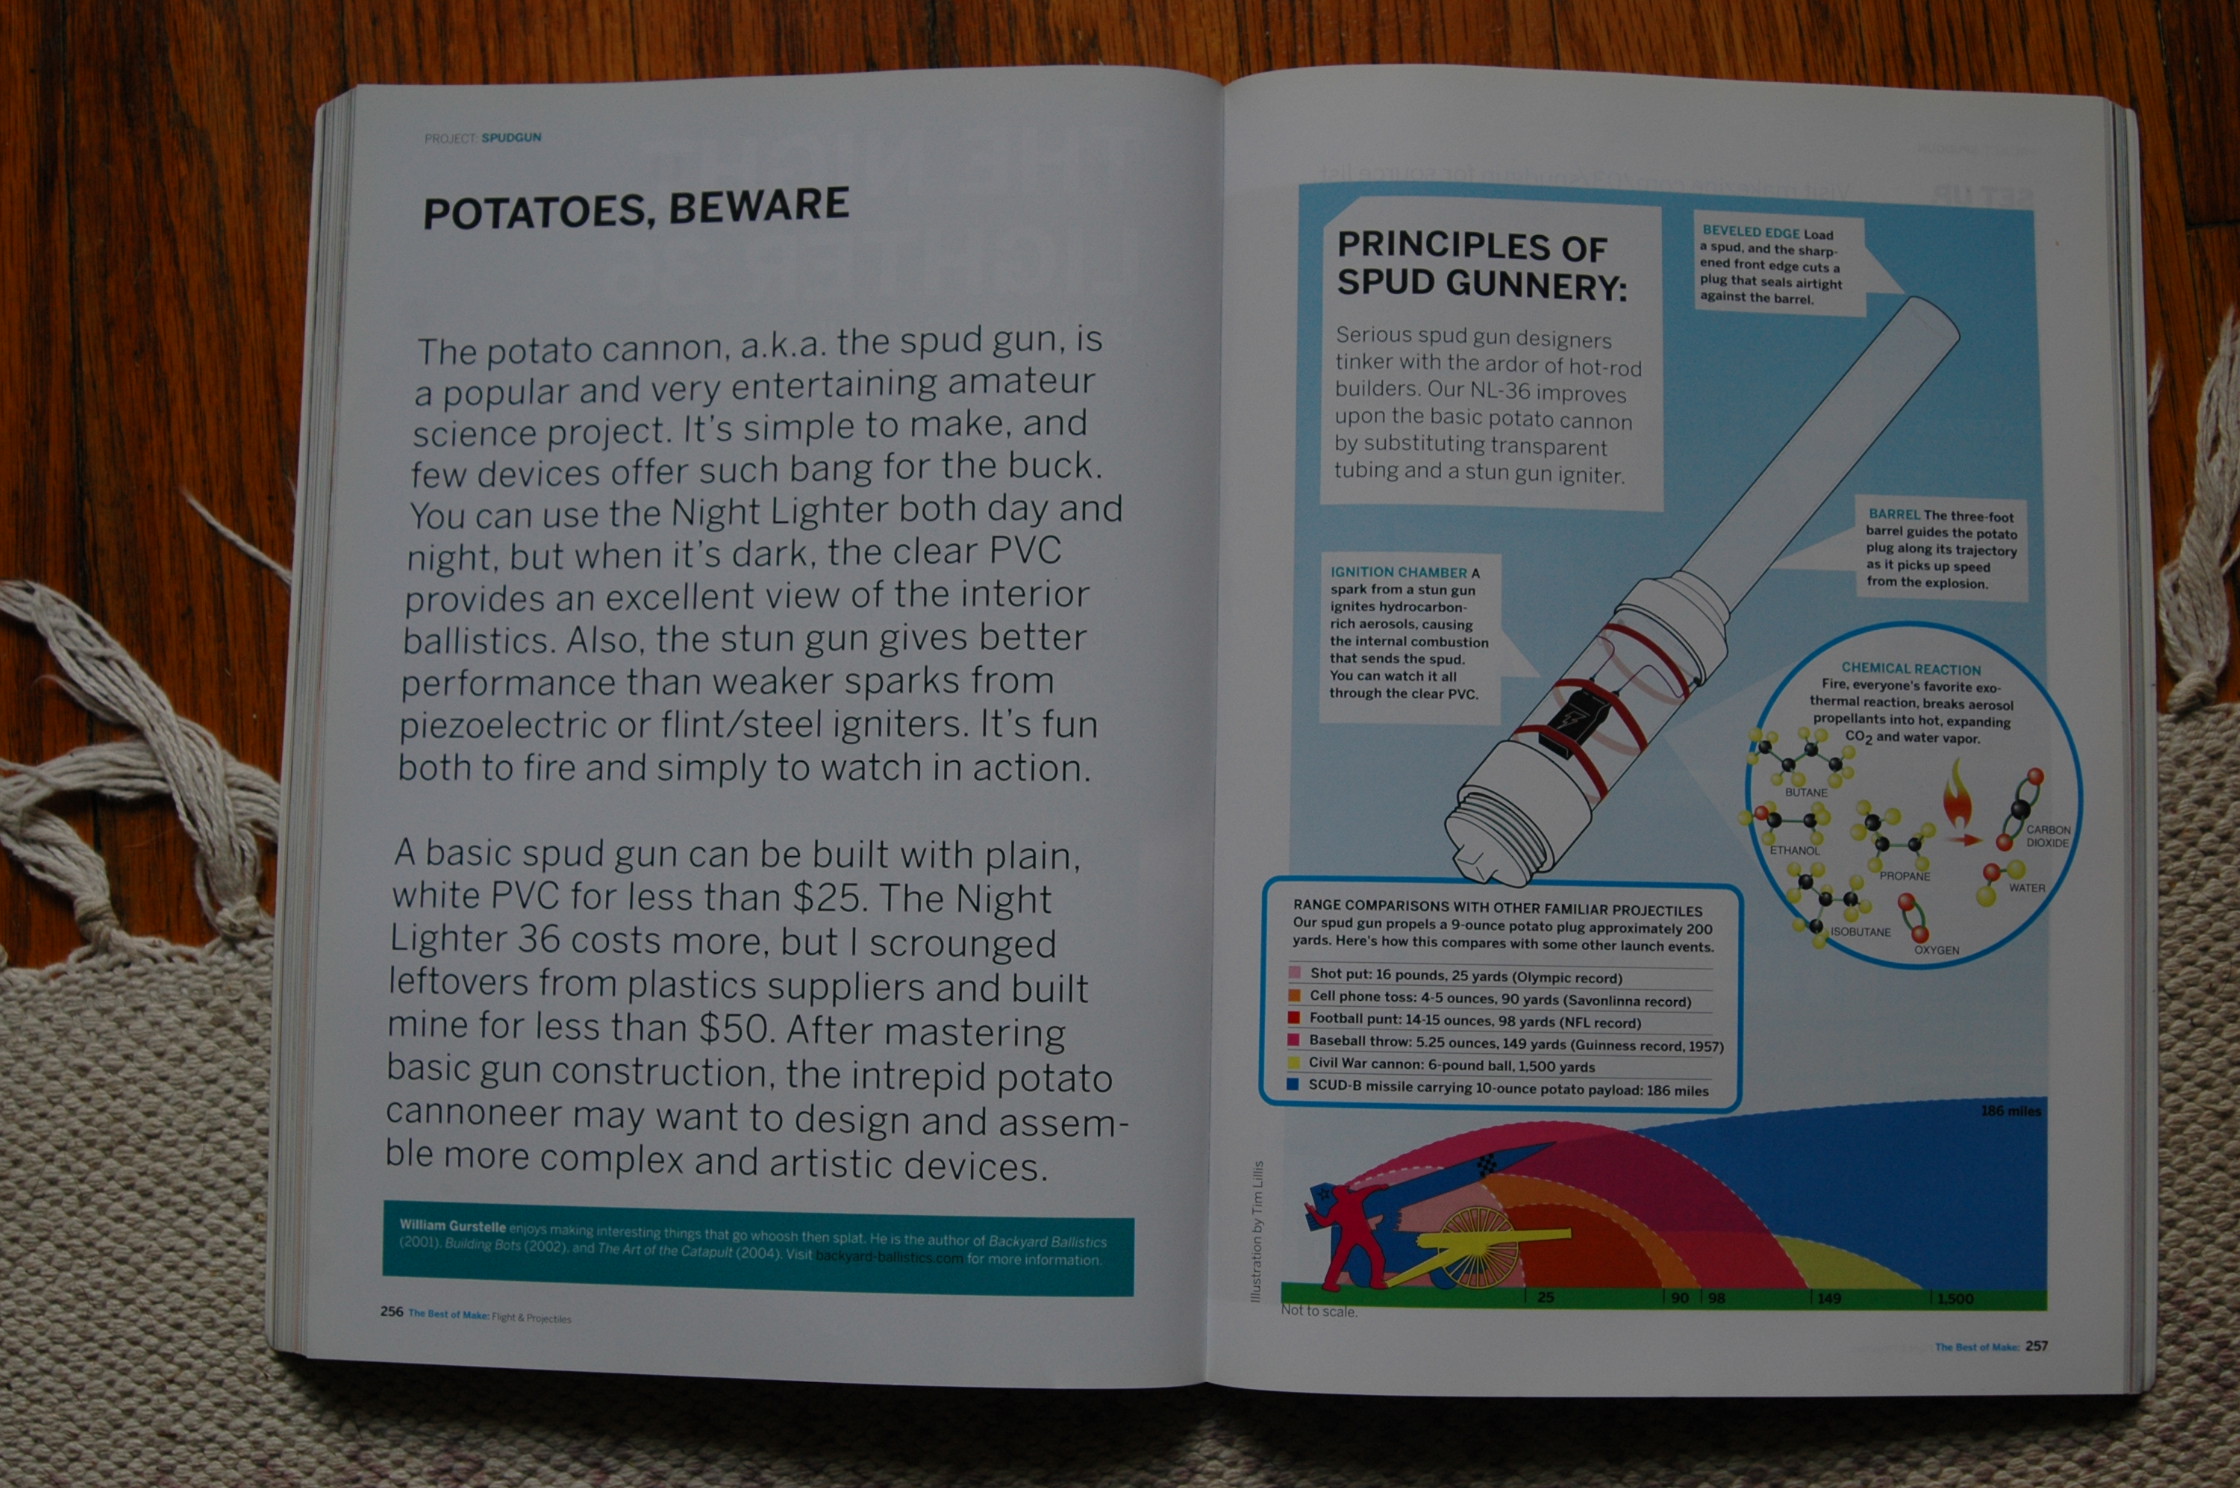 PROJECT: SPUDGUN
POTATOES, BEWARE
The potato cannon, a.k.a. the spud gun, is
a popular and very entertaining amateur
science project. It's simple to make, and
few devices offer such bang for the buck.
You can use the Night Lighter both day and
night, but when it's dark, the clear PVC
provides an excellent view of the interior
ballistics. Also, the stun gun gives better
performance than weaker sparks from
piezoelectric or flint/steel igniters. It's fun
both to fire and simply to watch in action.
A basic spud gun can be built with plain,
white PVC for less than $25. The Night
Lighter 36 costs more, but I scrounged
leftovers from plastics suppliers and built
mine for less than $50. After mastering
basic gun construction, the intrepid potato
cannoneer may want to design and assem-
ble more complex and artistic devices.
William Gurstelle enjoys making interesting things that go whoosh then splat. He is the author of Backyard Ballistics
(2001), Building Bots (2002), and The Art of the Catapult (2004). Visit backyard-ballistics.com for more information.
256 The Best of Make: Flight & Projectiles
PRINCIPLES OF
SPUD GUNNERY:
Serious spud gun designers
tinker with the ardor of hot-rod
builders. Our NL-36 improves
upon the basic potato cannon
by substituting transparent
tubing and a stun gun igniter.
BEVELED EDGE Load
a spud, and the sharp-
ened front edge cuts a
plug that seals airtight
against the barrel.
BARREL The three-foot
barrel guides the potato
plug along its trajectory
as it picks up speed
from the explosion.
IGNITION CHAMBER A
spark from a stun gun
ignites hydrocarbon-
rich aerosols, causing
the internal combustion
that sends the spud.
You can watch it all
through the clear PVC.
CHEMICAL REACTION
Fire, everyone's favorite exo-
thermal reaction, breaks aerosol
propellants into hot, expanding
CO2 and water vapor.
BUTANE
ETHANOL
ISOBUTANE
PROPANE
OXYGEN
CARBON
DIOXIDE
WATER
RANGE COMPARISONS WITH OTHER FAMILIAR PROJECTILES
Our spud gun propels a 9-ounce potato plug approximately 200
yards. Here's how this compares with some other launch events.
Shot put: 16 pounds, 25 yards (Olympic record)
Cell phone toss: 4-5 ounces, 90 yards (Savonlinna record)
Football punt: 14-15 ounces, 98 yards (NFL record)
Baseball throw: 5.25 ounces, 149 yards (Guinness record, 1957)
Civil War cannon: 6-pound ball, 1,500 yards
SCUD-B missile carrying 10-ounce potato payload: 186 miles
186 miles
25 90 98 149 1,500
Not to scale.
Illustration by Tim Lillis
The Best of Make: 257